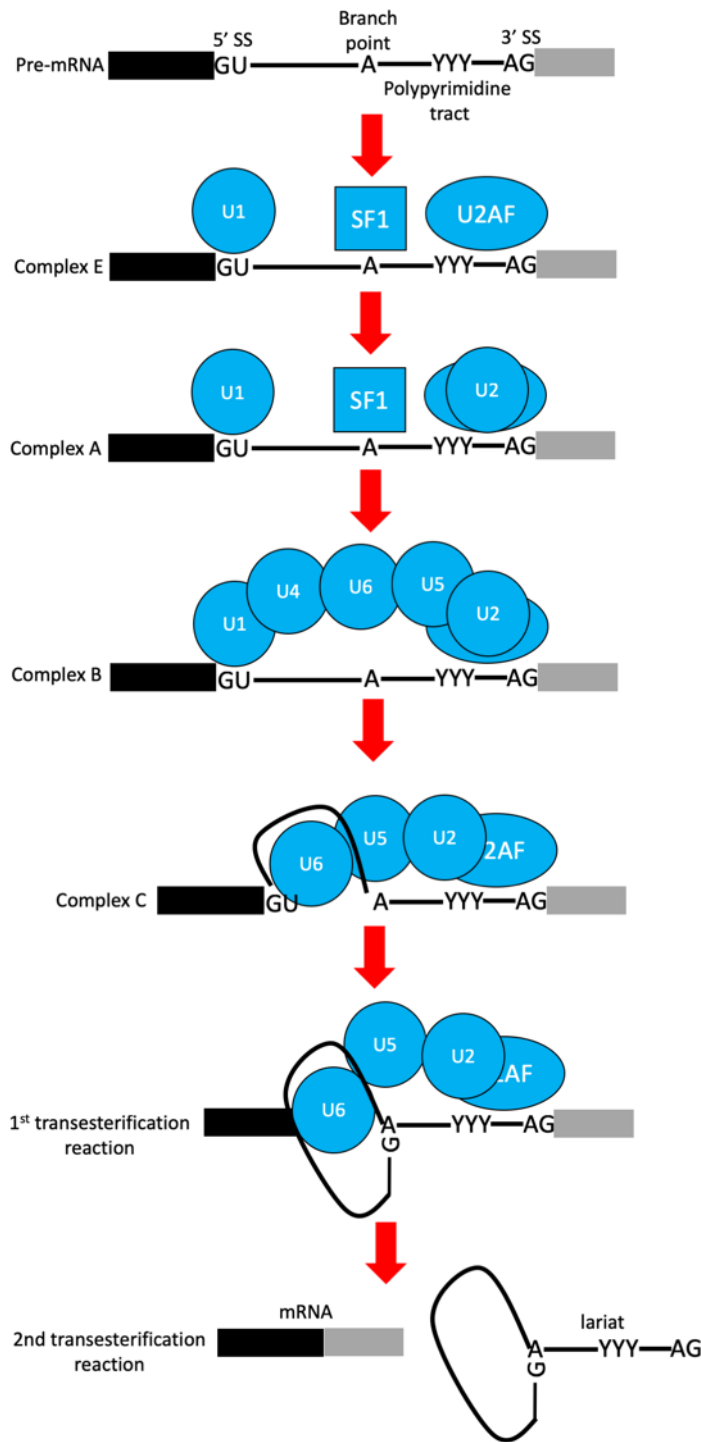 Branch
5' SS point 3' SS
Pre-mRNA GU A YYY AG
Polypyrimidine
tract
U1 SF1 U2AF
Complex E GU A YYY AG
U1 SF1 U2
Complex A GU A YYY AG
U4 U6 U5
U1 U2
Complex B GU A YYY AG
U6 U5 U2 2AF
Complex C GU A YYY AG
U5 U2 2AF
U6
1st transesterification
reaction
A YYY AG
G
mRNA lariat
2nd transesterification
reaction
A YYY AG
G